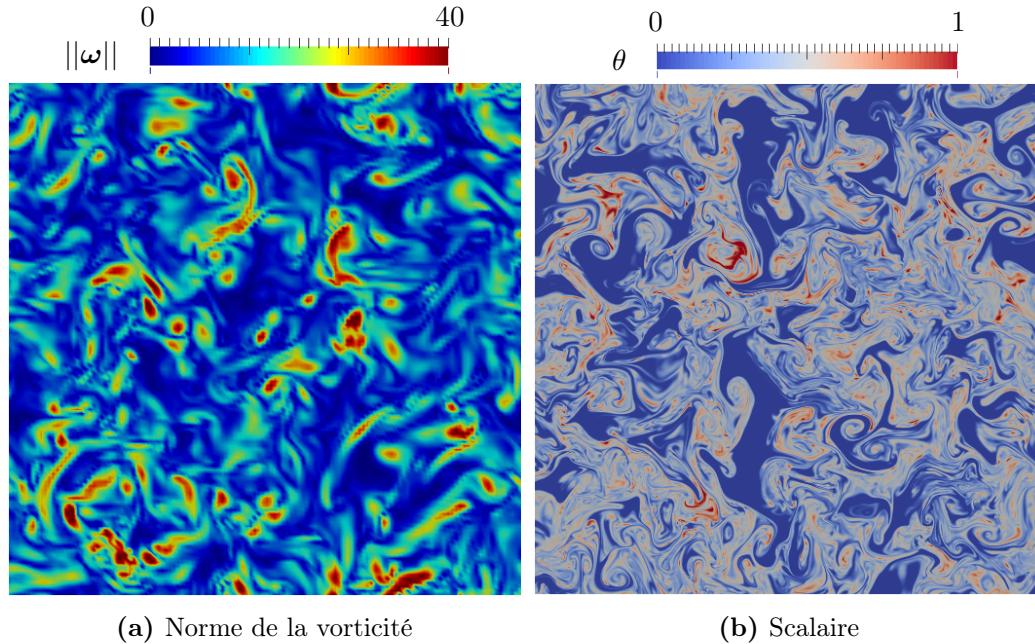 0 40
||ω||
0 1
θ
(a) Norme de la vorticité
(b) Scalaire